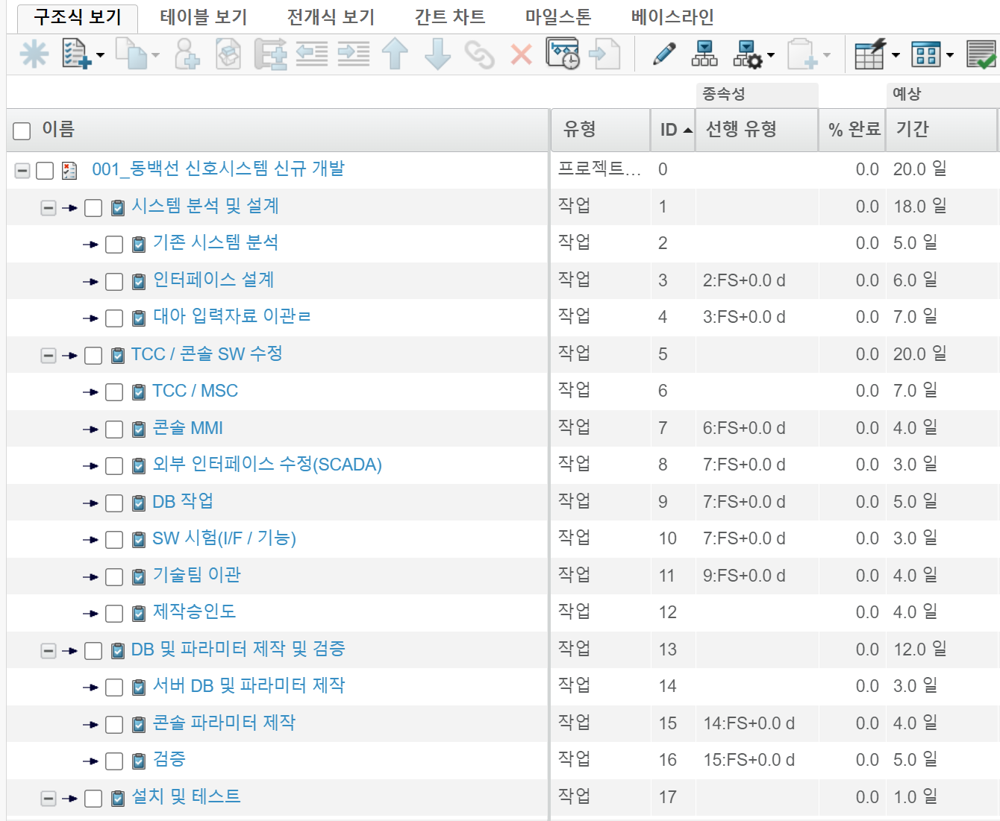 구조식 보기 테이블 보기 전개식 보기 간트 차트 마일스톤 베이스라인
종속성 예상
이름 유형 ID 선행 유형 % 완료 기간
001_동백선 신호시스템 신규 개발 프로젝트... 0 0.0 20.0 일
시스템 분석 및 설계 작업 1 0.0 18.0 일
기존 시스템 분석 작업 2 0.0 5.0 일
인터페이스 설계 작업 3 2:FS+0.0 d 0.0 6.0 일
대아 입력자료 이관ㄹ 작업 4 3:FS+0.0 d 0.0 7.0 일
TCC / 콘솔 SW 수정 작업 5 0.0 20.0 일
TCC / MSC 작업 6 0.0 7.0 일
콘솔 MMI 작업 7 6:FS+0.0 d 0.0 4.0 일
외부 인터페이스 수정(SCADA) 작업 8 7:FS+0.0 d 0.0 3.0 일
DB 작업 작업 9 7:FS+0.0 d 0.0 5.0 일
SW 시험(I/F / 기능) 작업 10 7:FS+0.0 d 0.0 3.0 일
기술팀 이관 작업 11 9:FS+0.0 d 0.0 4.0 일
제작승인도 작업 12 0.0 4.0 일
DB 및 파라미터 제작 및 검증 작업 13 0.0 12.0 일
서버 DB 및 파라미터 제작 작업 14 0.0 3.0 일
콘솔 파라미터 제작 작업 15 14:FS+0.0 d 0.0 4.0 일
검증 작업 16 15:FS+0.0 d 0.0 5.0 일
설치 및 테스트 작업 17 0.0 1.0 일